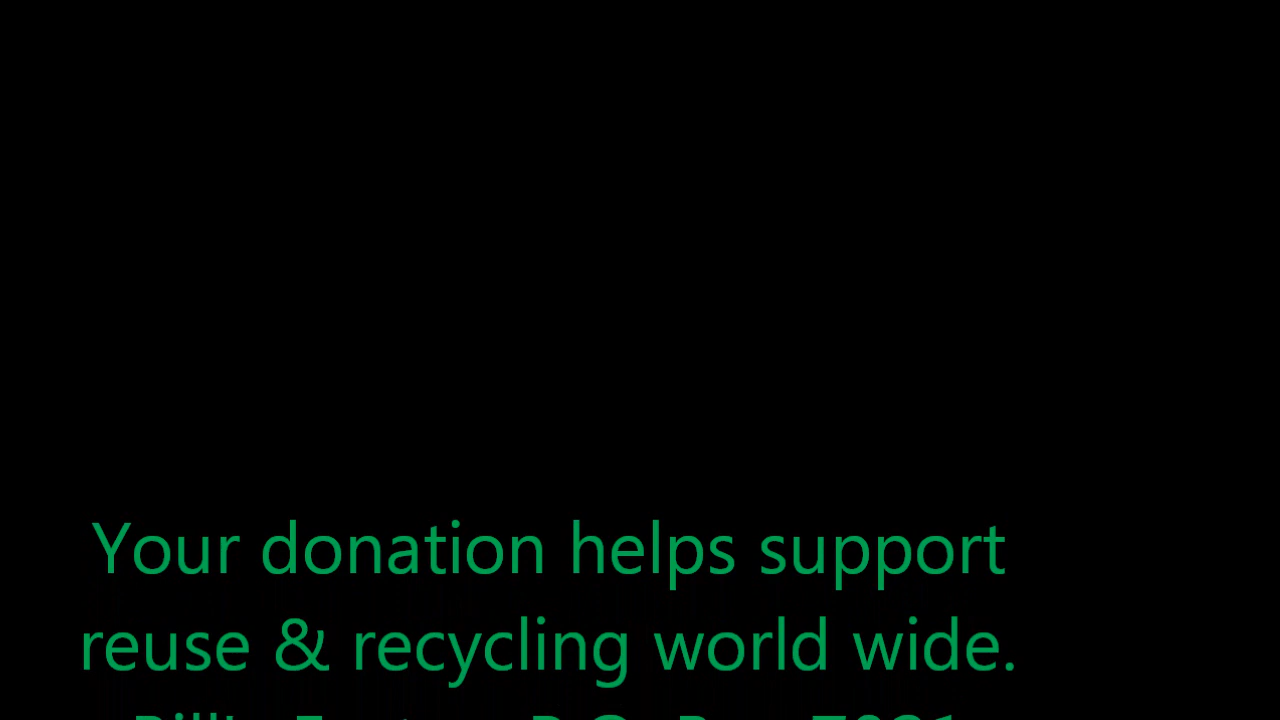 Your donation helps support
reuse & recycling world wide.